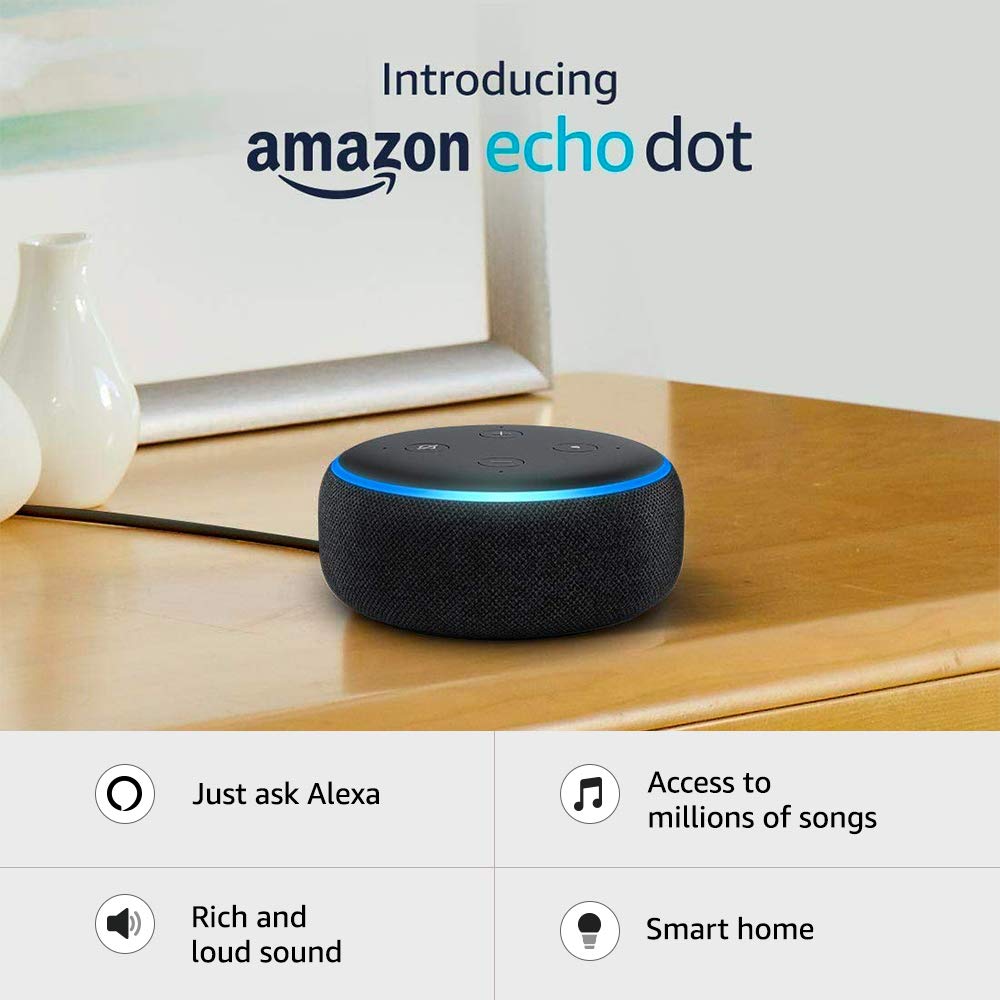 Introducing
amazon echo dot
Just ask Alexa
Access to
millions of songs
Rich and
loud sound
Smart home